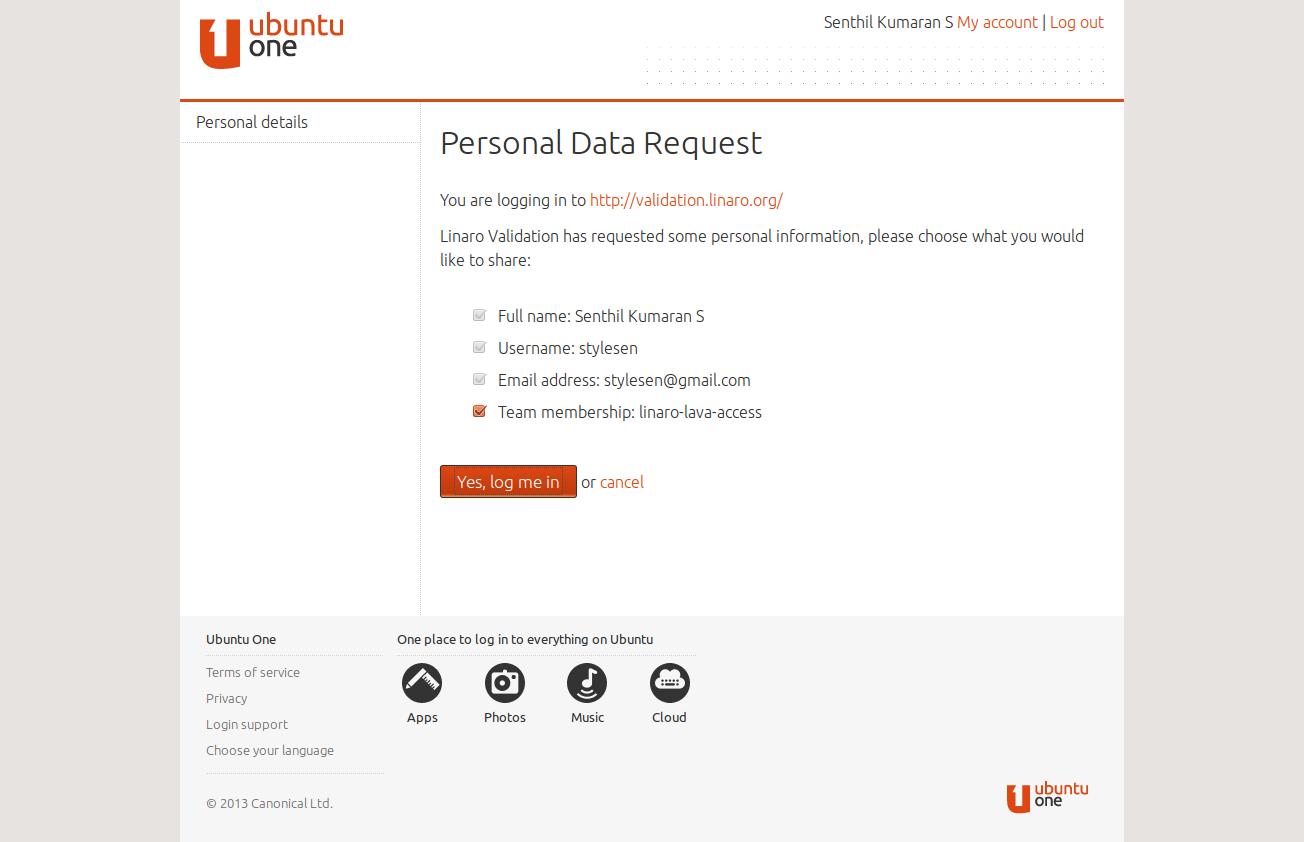 ubuntu
one
Senthil Kumaran S My account | Log out
Personal details
Personal Data Request
You are logging in to http://validation.linaro.org/
Linaro Validation has requested some personal information, please choose what you would
like to share:
Full name: Senthil Kumaran S
Username: stylesen
Email address: stylesen@gmail.com
Team membership: linaro-lava-access
Yes, log me in or cancel
Ubuntu One
Terms of service
Privacy
Login support
Choose your language
One place to log in to everything on Ubuntu
Apps Photos Music Cloud
© 2013 Canonical Ltd.
ubuntu
one